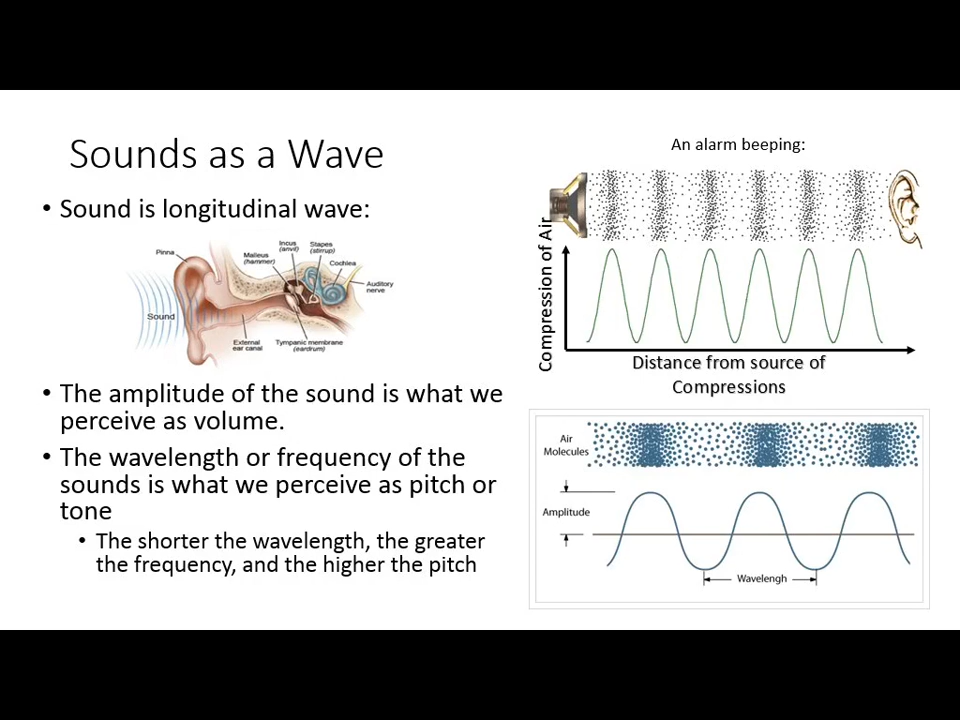 Sounds as a Wave
• Sound is longitudinal wave:
Pinna
Malleus
(hammer)
Incus
(anvil)
Stapes
(stirrup)
Cochlea
Auditory
nerve
Sound
External
ear canal
Tympanic membrane
(eardrum)
• The amplitude of the sound is what we
perceive as volume.
• The wavelength or frequency of the
sounds is what we perceive as pitch or
tone
• The shorter the wavelength, the greater
the frequency, and the higher the pitch
An alarm beeping:
Compression of Air
Distance from source of
Compressions
Air
Molecules
Amplitude
Wavelengh